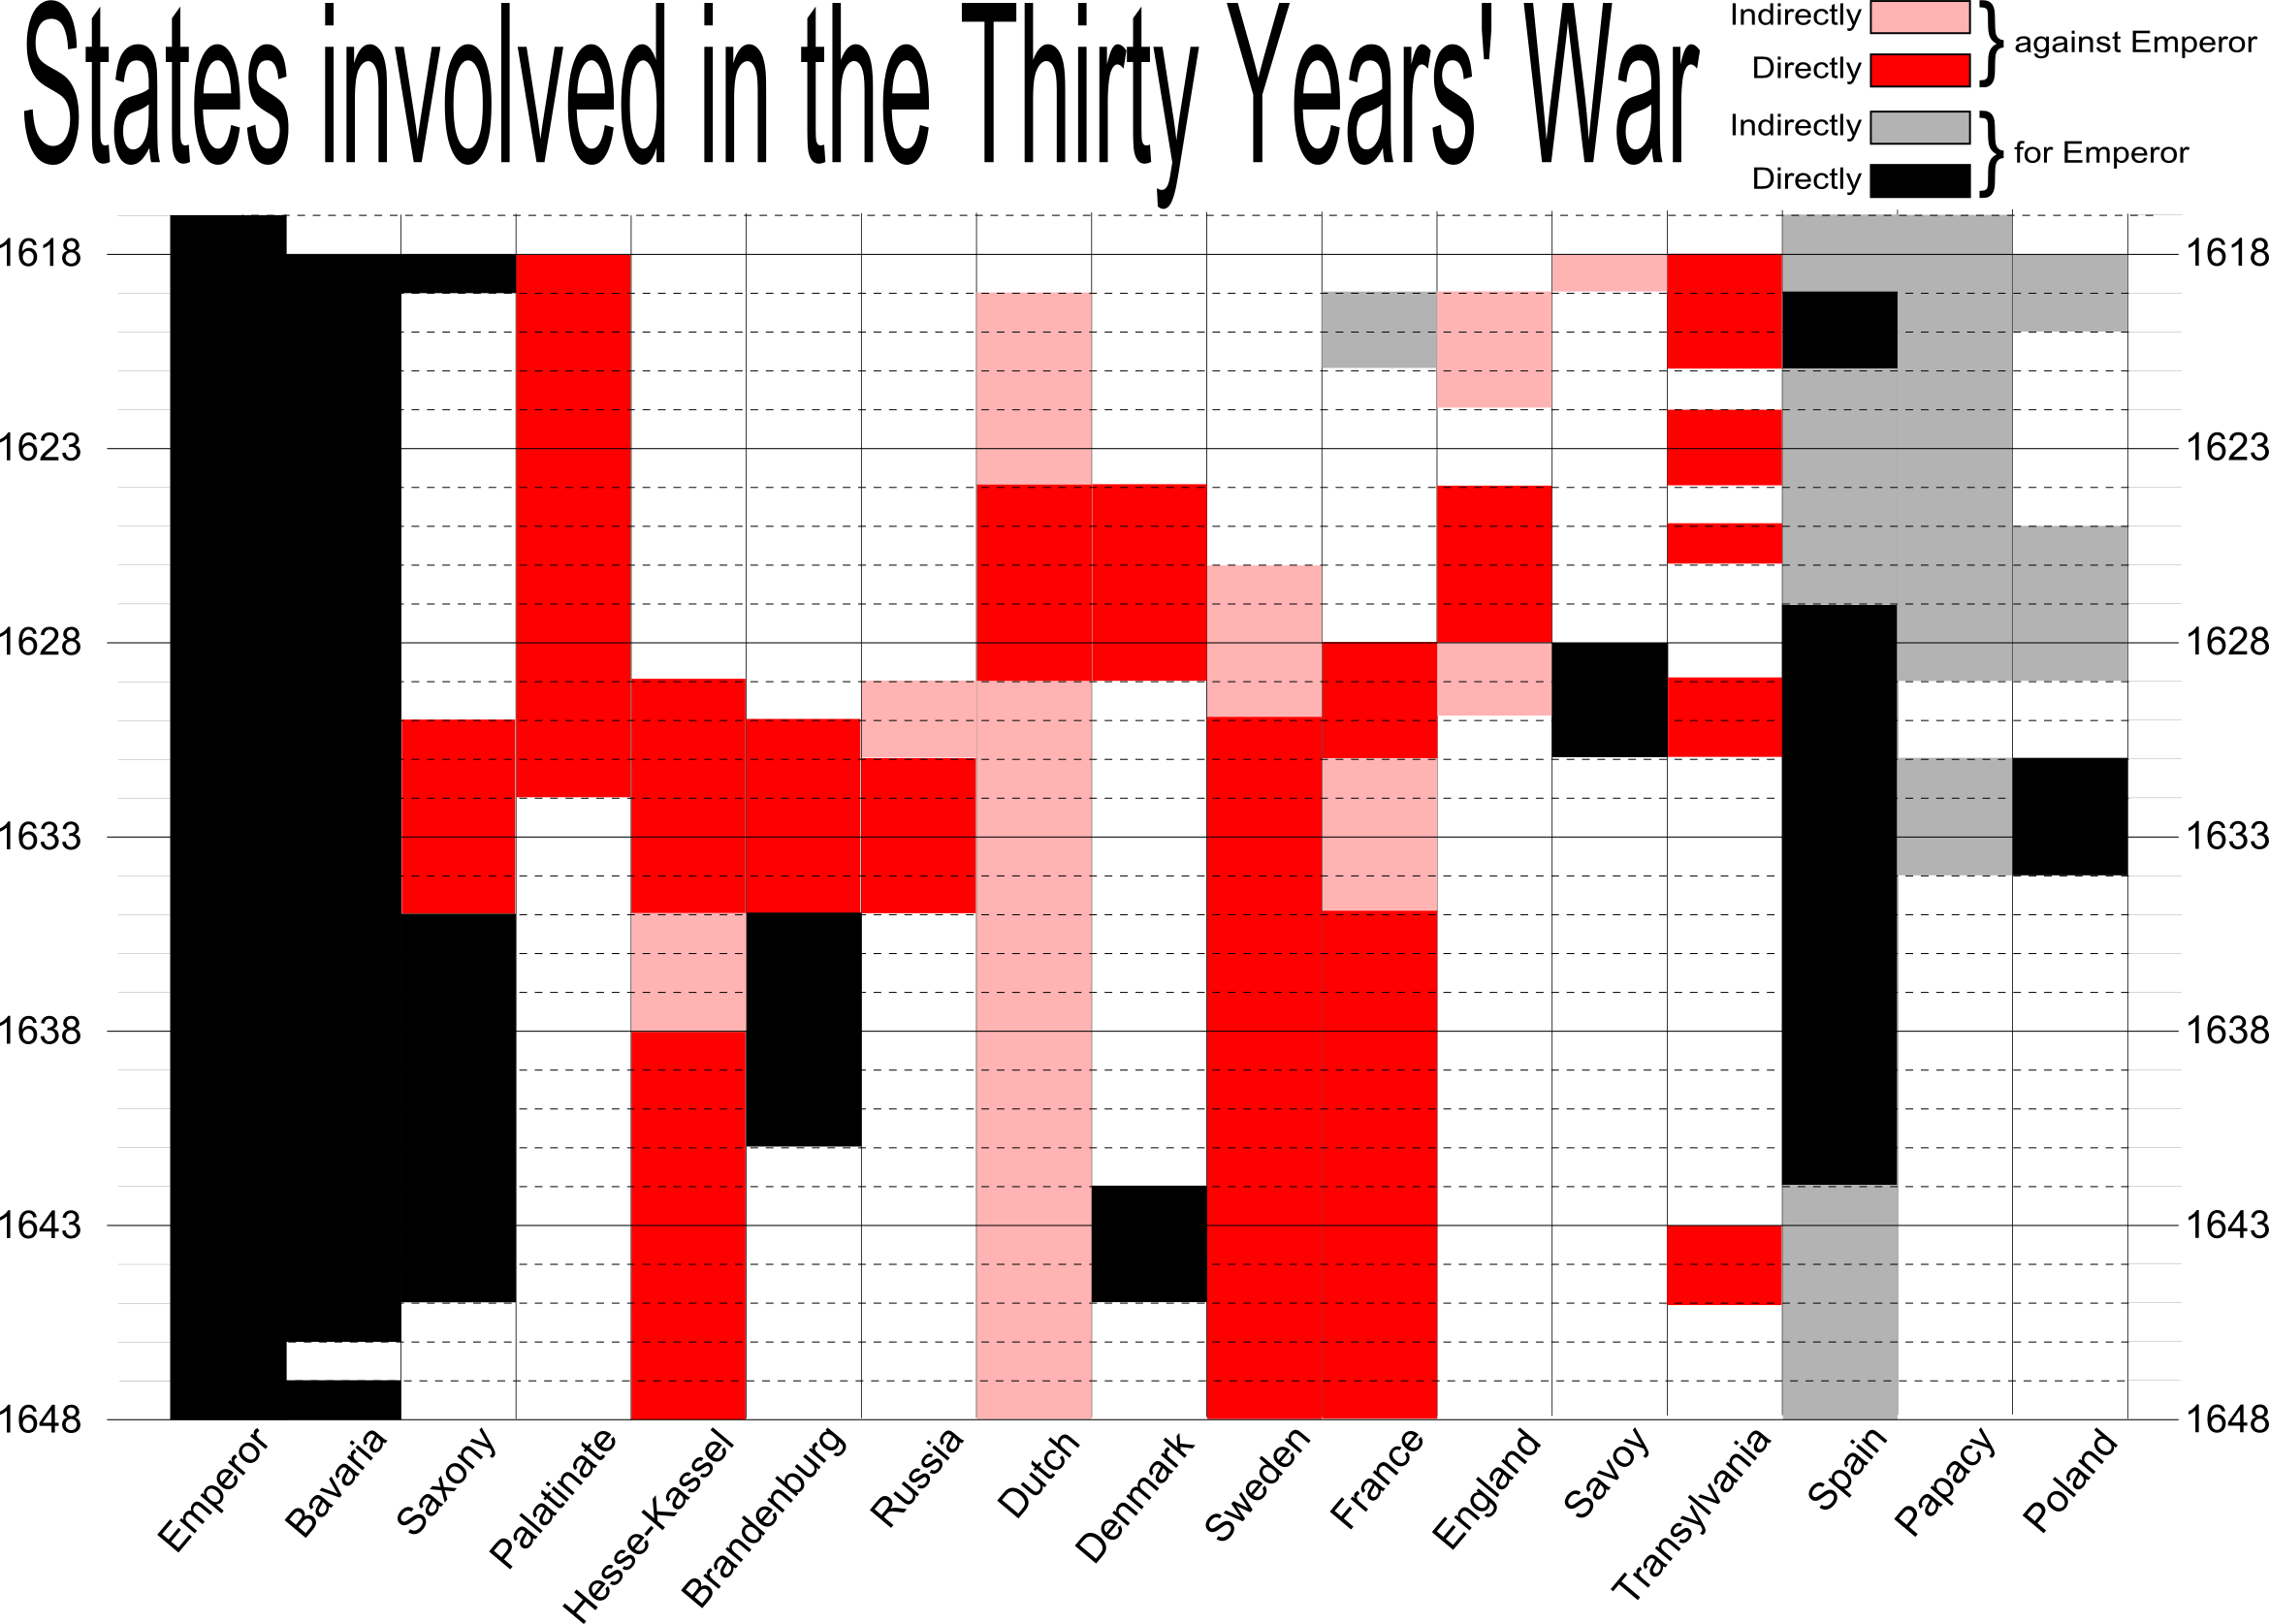 States involved in the Thirty Years' War
Indirectly
Directly
against Emperor
Indirectly
Directly
for Emperor
1618 1618
1623 1623
1628 1628
1633 1633
1638 1638
1643 1643
1648 1648
Emperor
Bavaria
Saxony
Palatinate
Hesse-Kassel
Brandenburg
Russia
Dutch
Denmark
Sweden
France
England
Savoy
Transylvania
Spain
Papacy
Poland